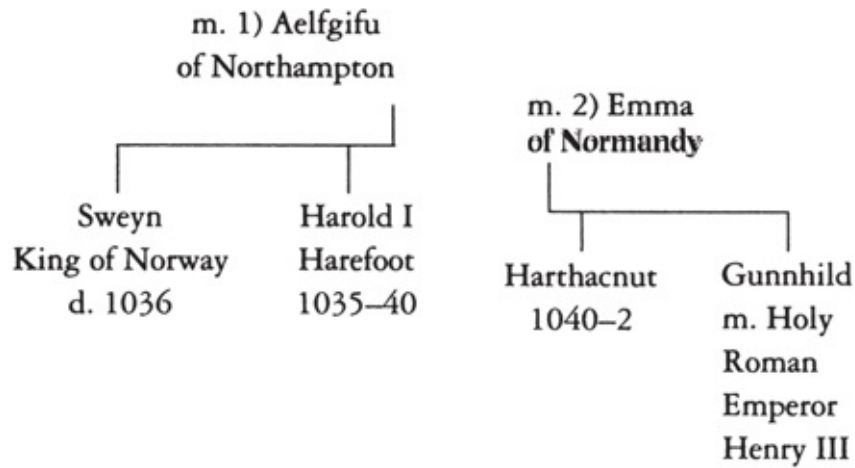 m. 1) Aelfgifu
of Northampton
m. 2) Emma
of Normandy
Sweyn
King of Norway
d. 1036
Harold I
Harefoot
1035–40
Harthacnut
1040–2
Gunnhild
m. Holy
Roman
Emperor
Henry III